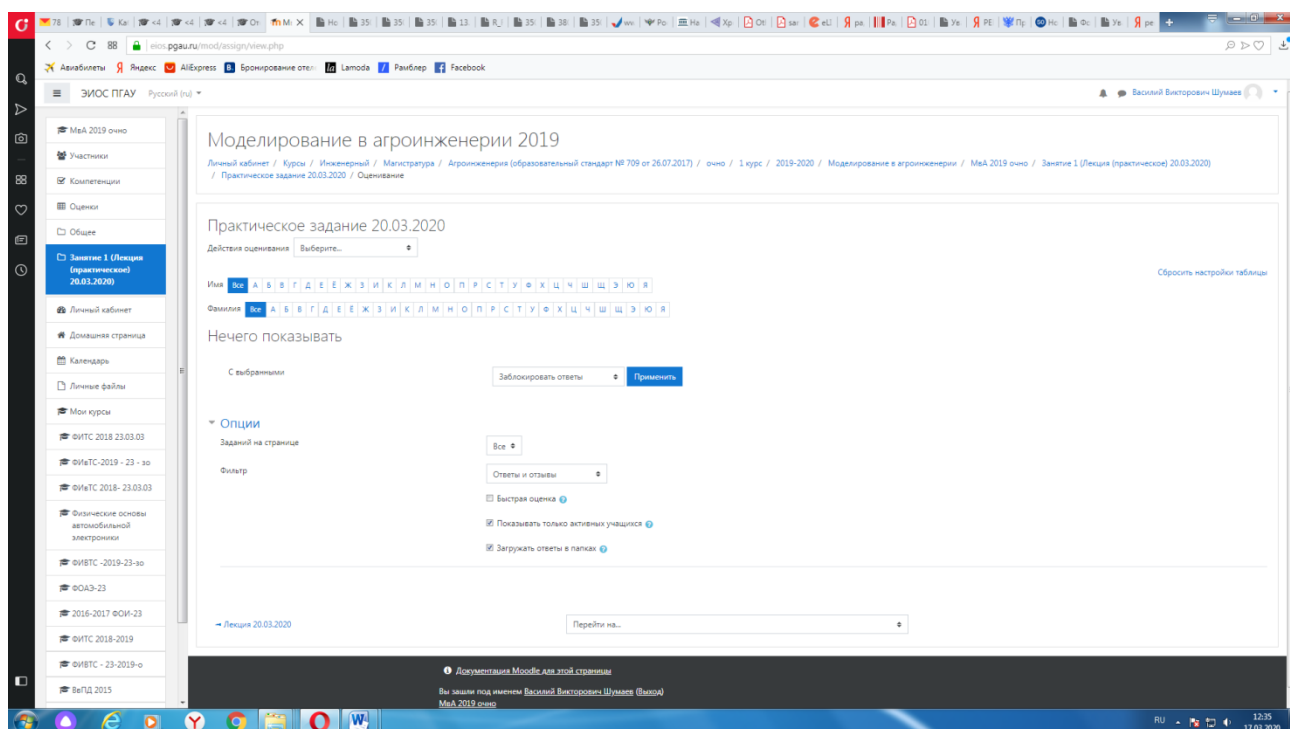 88
eios.pgau.ru/mod/assign/view.php
Авиабилеты Яндекс AliExpress Бронирование отел Lamoda Рамблер Facebook
ЭИОС ПГАУ Русский (ru) Василий Викторович Шумаев
МвА 2019 очно
Участники
Компетенции
Оценки
Общее
Занятие 1 (Лекция (практическое) 20.03.2020)
Личный кабинет
Домашняя страница
Календарь
Личные файлы
Мои курсы
ФИТС 2018 23.03.03
ФИвТС-2019 - 23 - зо
ФИвТС 2018- 23.03.03
Физические основы автомобильной электроники
ФИВТС -2019-23-зо
ФОАЭ-23
2016-2017 ФОИ-23
ФИТС 2018-2019
ФИВТС - 23-2019-о
ВвПД 2015
Моделирование в агроинженерии 2019
Личный кабинет / Курсы / Инженерный / Магистратура / Агроинженерия (образовательный стандарт № 709 от 26.07.2017) / очно / 1 курс / 2019-2020 / Моделирование в агроинженерии / МвА 2019 очно / Занятие 1 (Лекция (практическое) 20.03.2020)
/ Практическое задание 20.03.2020 / Оценивание
Практическое задание 20.03.2020
Действия оценивания Выберите...
Сбросить настройки таблицы
Имя Все А Б В Г Д Е Ё Ж З И К Л М Н О П Р С Т У Ф Х Ц Ч Ш Щ Э Ю Я
Фамилия Все А Б В Г Д Е Ё Ж З И К Л М Н О П Р С Т У Ф Х Ц Ч Ш Щ Э Ю Я
Нечего показывать
С выбранными Заблокировать ответы Применить
Опции
Заданий на странице Все
Фильтр Ответы и отзывы
Быстрая оценка
Показывать только активных учащихся
Загружать ответы в папках
→ Лекция 20.03.2020 Перейти на...
Документация Moodle для этой страницы
Вы зашли под именем Василий Викторович Шумаев (Выход)
МвА 2019 очно
RU 12:35
17.03.2020